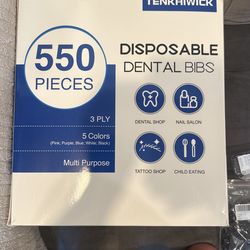 YENKHIWICK
550
PIECES
DISPOSABLE
DENTAL BIBS
3 PLY
5 Colors
(Pink, Purple, Blue, White, Black)
Multi Purpose
DENTAL SHOP
NAIL SALON
TATTOO SHOP
CHILD EATING